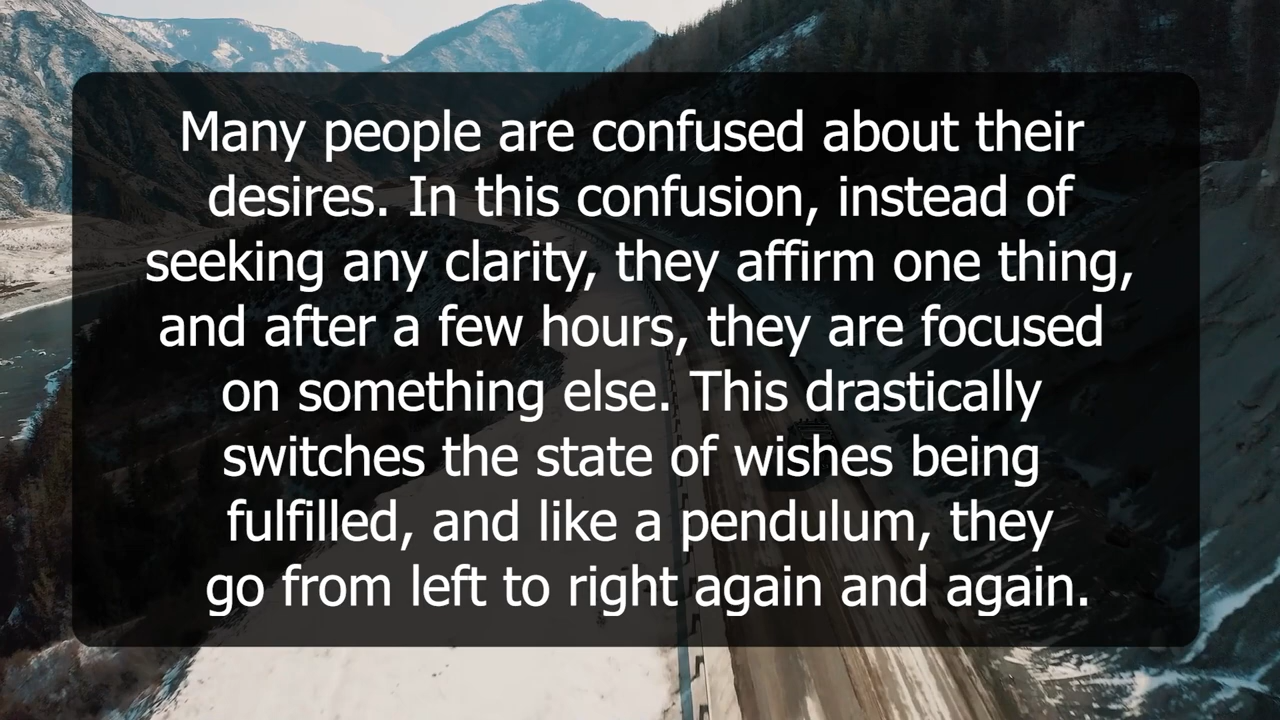 Many people are confused about their
desires. In this confusion, instead of
seeking any clarity, they affirm one thing,
and after a few hours, they are focused
on something else. This drastically
switches the state of wishes being
fulfilled, and like a pendulum, they
go from left to right again and again.